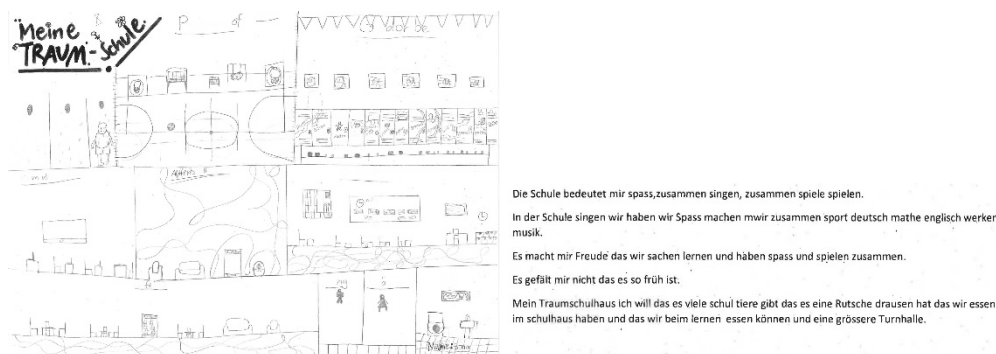 "Meine
TRAUM.- Schule.
Die Schule bedeutet mir spass,zusammen singen, zusammen spiele spielen.
In der Schule singen wir haben wir Spass machen mwir zusammen sport deutsch mathe englisch werken
musik.
Es macht mir Freude das wir sachen lernen und haben spass und spielen zusammen.
Es gefält mir nicht das es so früh ist.
Mein Traumschulhaus ich will das es viele schul tiere gibt das es eine Rutsche drausen hat das wir essen
im schulhaus haben und das wir beim lernen essen können und eine grössere Turnhalle.